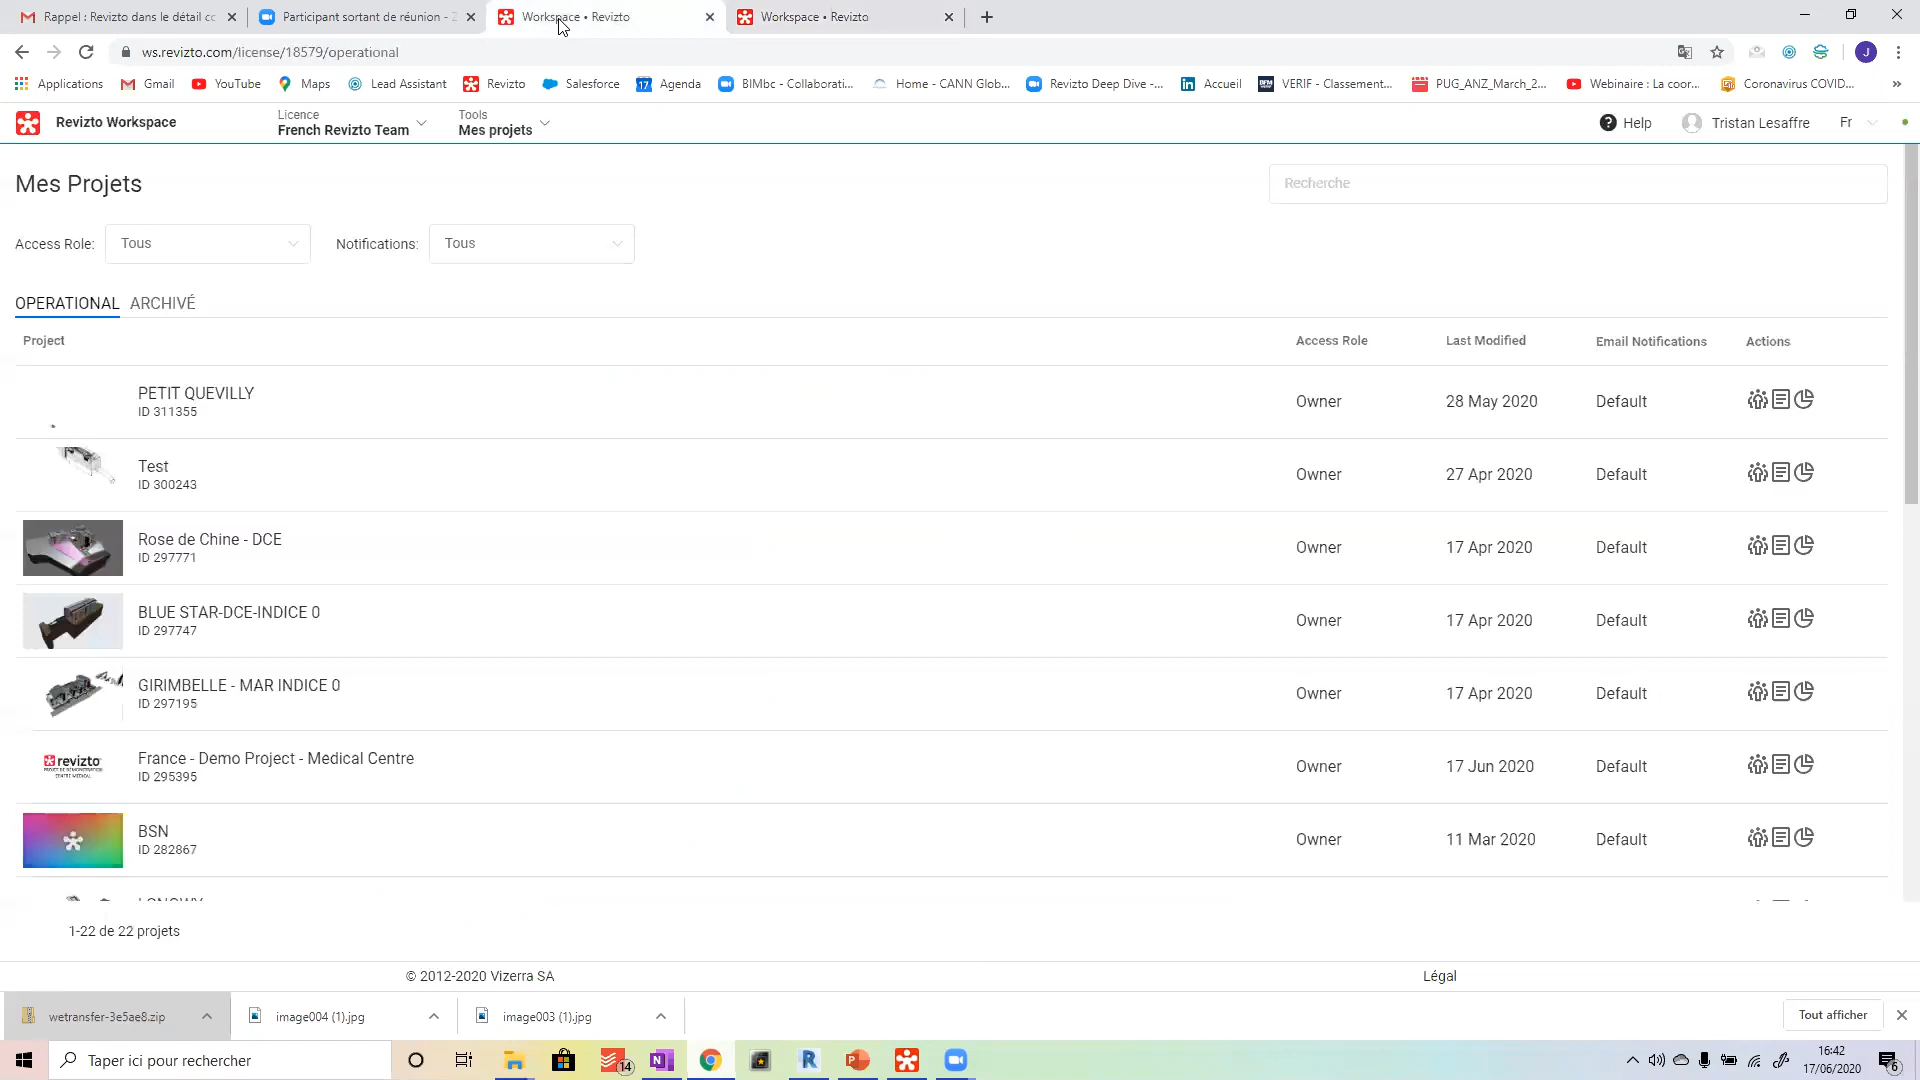 Rappel : Revizto dans le détail cc
Participant sortant de réunion - Z
Workspace • Revizto
Workspace • Revizto
ws.revizto.com/license/18579/operational
J
Applications
Gmail
YouTube
Maps
Lead Assistant
Revizto
Salesforce
17
Agenda
BIMbc - Collaborati...
Home - CANN Glob...
Revizto Deep Dive -...
Accueil
VERIF - Classement...
PUG_ANZ_March_2...
Webinaire : La coor...
Coronavirus COVID...
Revizto Workspace
Licence
French Revizto Team
Tools
Mes projets
Help
Tristan Lesaffre
Fr
Mes Projets
Recherche
Access Role:
Tous
Notifications:
Tous
OPERATIONAL
ARCHIVÉ
Project
Access Role
Last Modified
Email Notifications
Actions
PETIT QUEVILLY
ID 311355
Owner
28 May 2020
Default
Test
ID 300243
Owner
27 Apr 2020
Default
Rose de Chine - DCE
ID 297771
Owner
17 Apr 2020
Default
BLUE STAR-DCE-INDICE 0
ID 297747
Owner
17 Apr 2020
Default
GIRIMBELLE - MAR INDICE 0
ID 297195
Owner
17 Apr 2020
Default
revizto
France - Demo Project - Medical Centre
ID 295395
Owner
17 Jun 2020
Default
BSN
ID 282867
Owner
11 Mar 2020
Default
1-22 de 22 projets
© 2012-2020 Vizerra SA
Légal
wetransfer-3e5ae8.zip
image004 (1).jpg
image003 (1).jpg
Tout afficher
Taper ici pour rechercher
14
16:42
17/06/2020
6